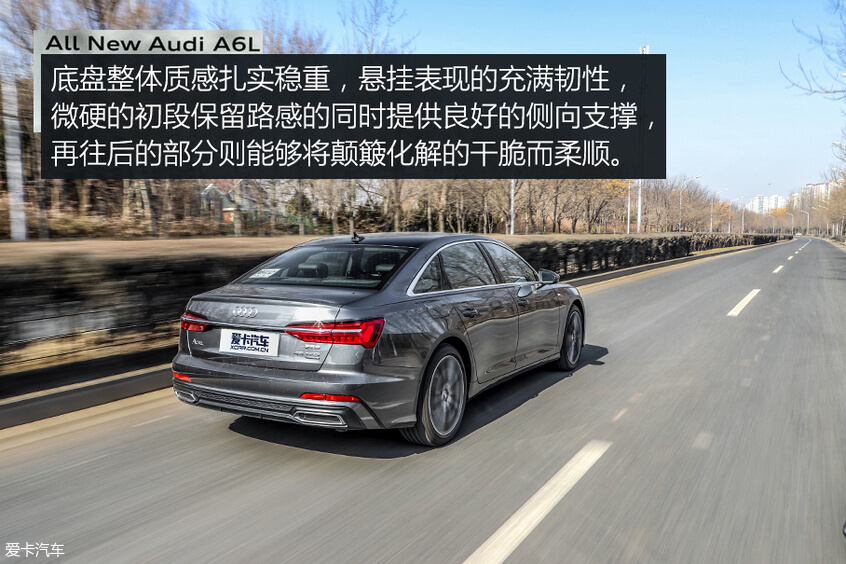 All New Audi A6L
底盘整体质感扎实稳重，悬挂表现的充满韧性，
微硬的初段保留路感的同时提供良好的侧向支撑，
再往后的部分则能够将颠簸化解的干脆而柔顺。
爱卡汽车
XCAR.COM.CN
A6L
爱卡汽车